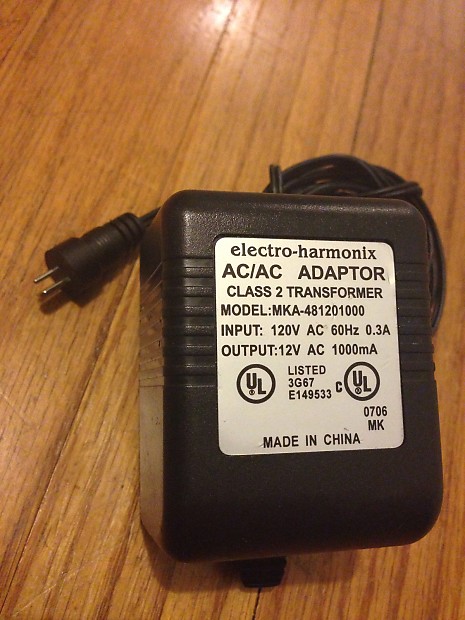 electro-harmonix
AC/AC ADAPTOR
CLASS 2 TRANSFORMER
MODEL:MKA-481201000
INPUT: 120V AC 60Hz 0.3A
OUTPUT:12V AC 1000mA
UL LISTED c UL
3G67
E149533
0706
MK
MADE IN CHINA